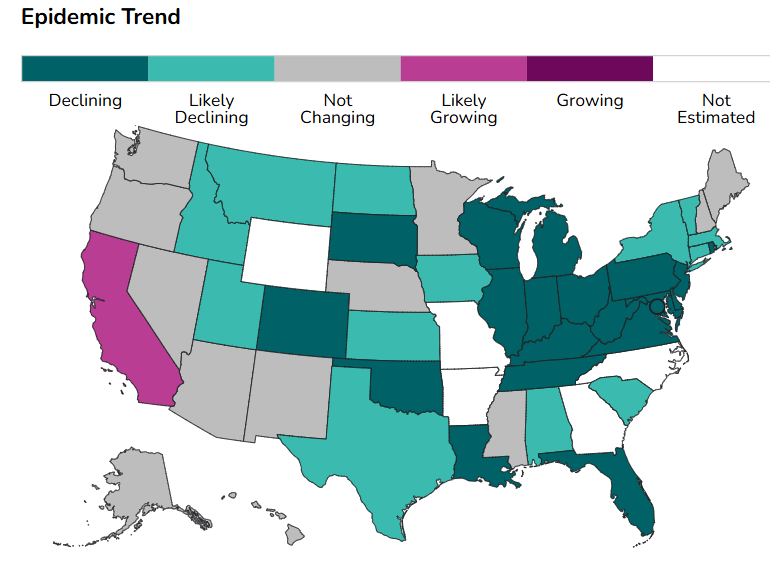 Epidemic Trend
Declining
Likely
Declining
Not
Changing
Likely
Growing
Growing
Not
Estimated